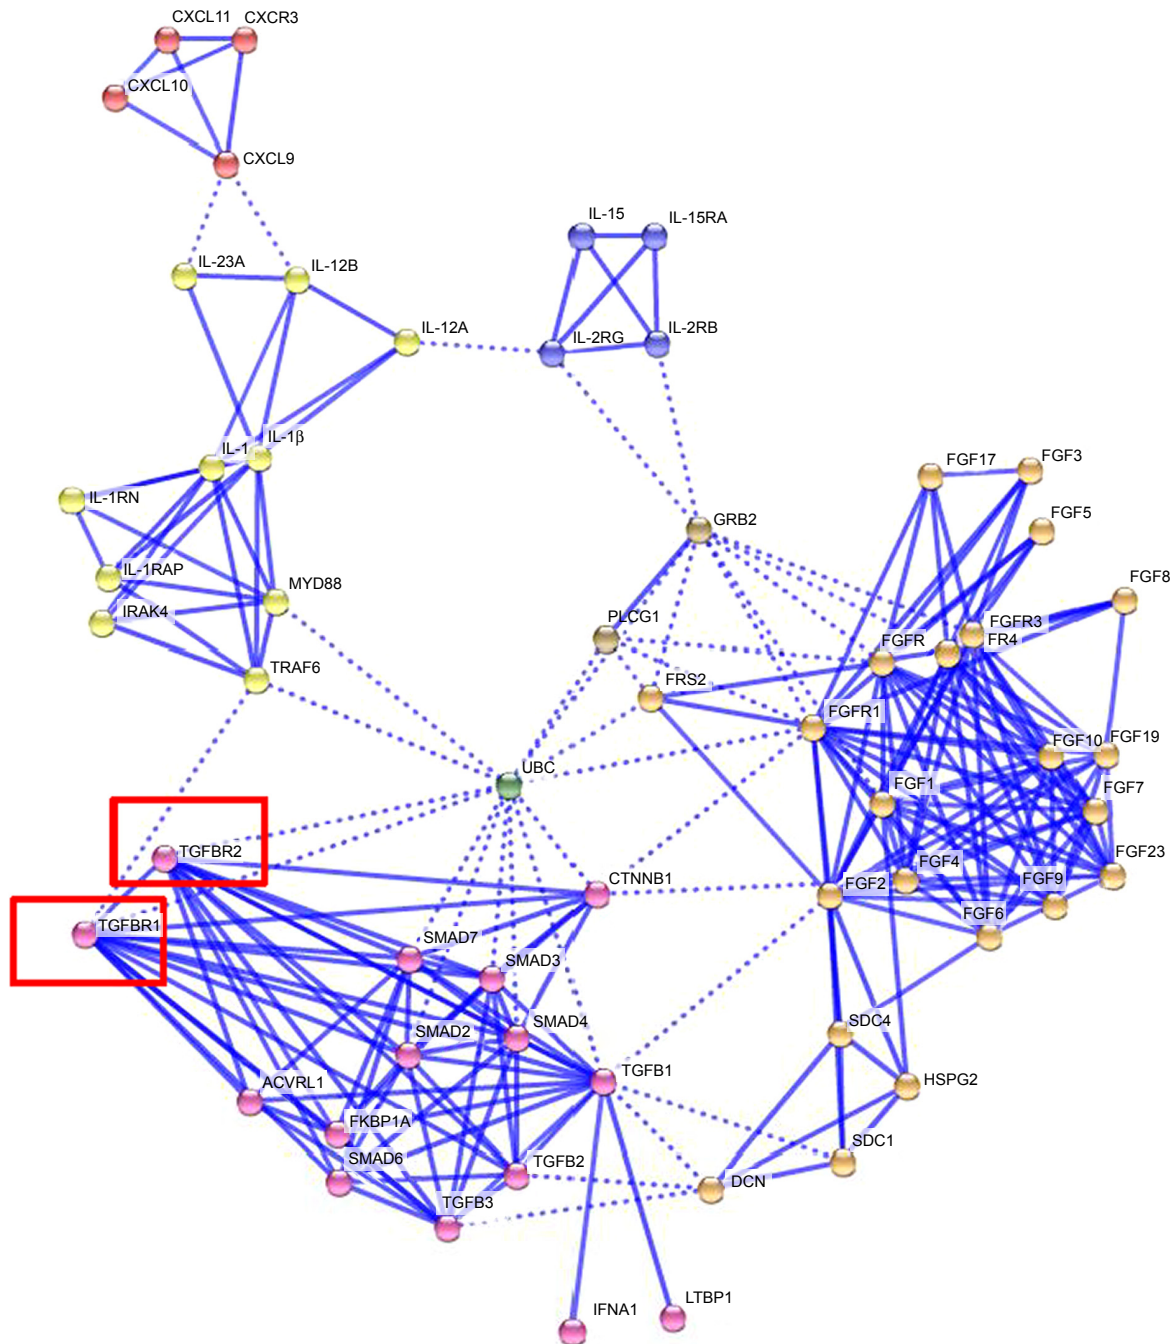 CXCL11
CXCR3
CXCL10
CXCL9
IL-15
IL-15RA
IL-23A
IL-12B
IL-12A
IL-2RG
IL-2RB
IL-1
IL-1β
FGF17
FGF3
IL-1RN
FGF5
GRB2
IL-1RAP
MYD88
FGF8
IRAK4
PLCG1
FGFR3
FGFR
FR4
TRAF6
FRS2
FGFR1
FGF10
FGF19
UBC
FGF1
FGF7
TGFBR2
CTNNB1
FGF4
FGF23
FGF2
FGF9
TGFBR1
FGF6
SMAD7
SMAD3
SMAD4
SDC4
SMAD2
TGFB1
ACVRL1
HSPG2
FKBP1A
SDC1
SMAD6
TGFB2
DCN
TGFB3
LTBP1
IFNA1